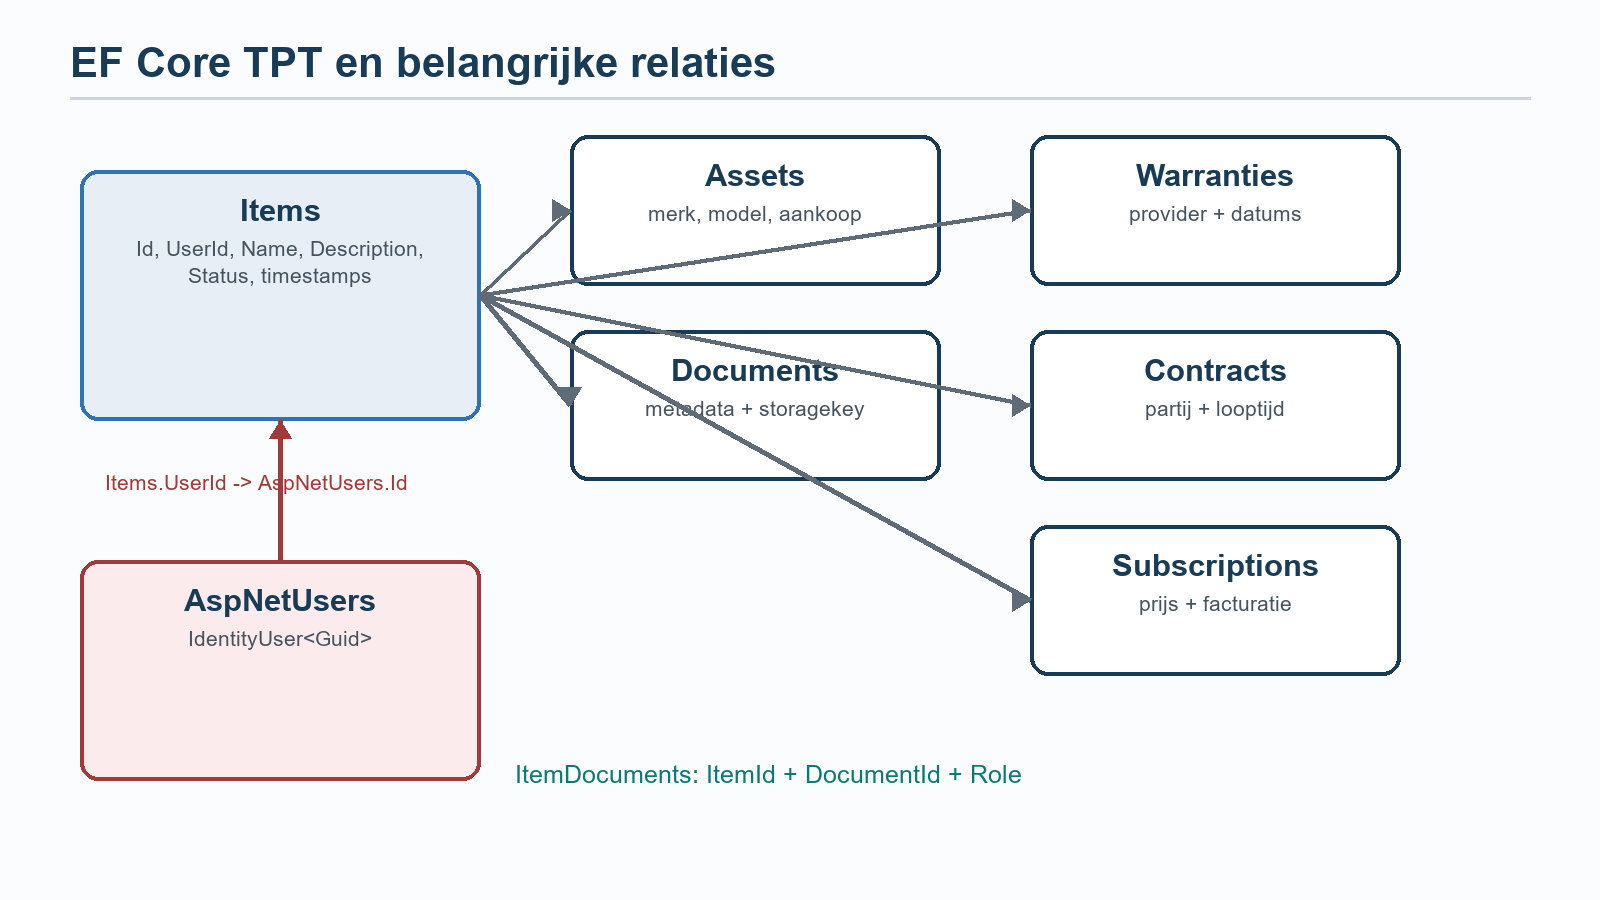 EF Core TPT en belangrijke relaties
Items
Id, UserId, Name, Description,
Status, timestamps
Assets
merk, model, aankoop
Warranties
provider + datums
Documents
metadata + storagekey
Contracts
partij + looptijd
Items.UserId -> AspNetUsers.Id
Subscriptions
prijs + facturatie
AspNetUsers
IdentityUser<Guid>
ItemDocuments: ItemId + DocumentId + Role